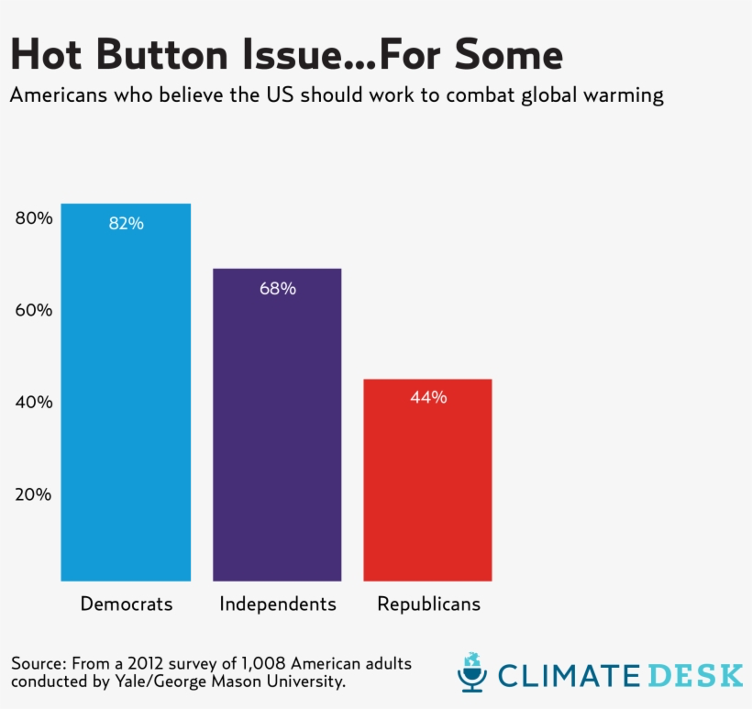 Hot Button Issue...For Some
Americans who believe the US should work to combat global warming
80%
60%
40%
20%
82%
68%
44%
Democrats
Independents
Republicans
Source: From a 2012 survey of 1,008 American adults
conducted by Yale/George Mason University.
CLIMATE DESK